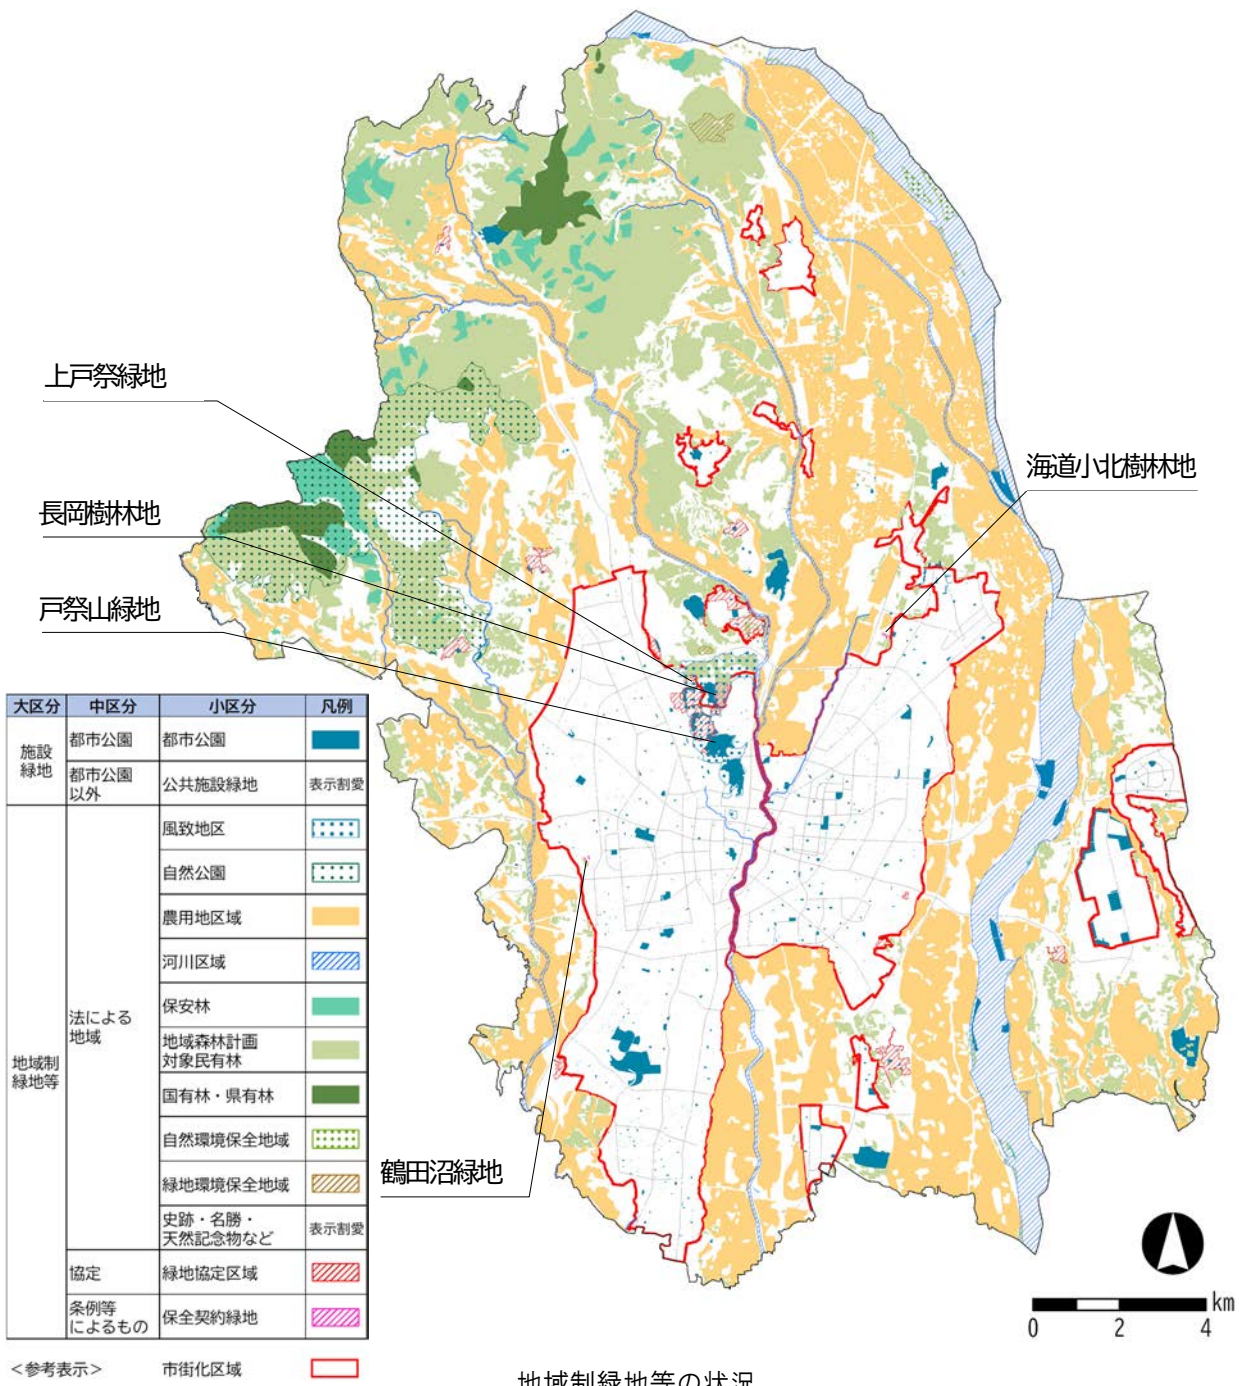 上戸祭緑地
長岡樹林地
戸祭山緑地
海道小北樹林地
鶴田沼緑地
大区分 中区分 小区分 凡例
施設
緑地
都市公園 都市公園
都市公園
以外
公共施設緑地 表示割愛
地域制
緑地等
法による
地域
風致地区
自然公園
農用地区域
河川区域
保安林
地域森林計画
対象民有林
国有林・県有林
自然環境保全地域
緑地環境保全地域
史跡・名勝・
天然記念物など
表示割愛
協定 緑地協定区域
条例等
によるもの
保全契約緑地
<参考表示> 市街化区域
km
0 2 4
地域制緑地等の状況